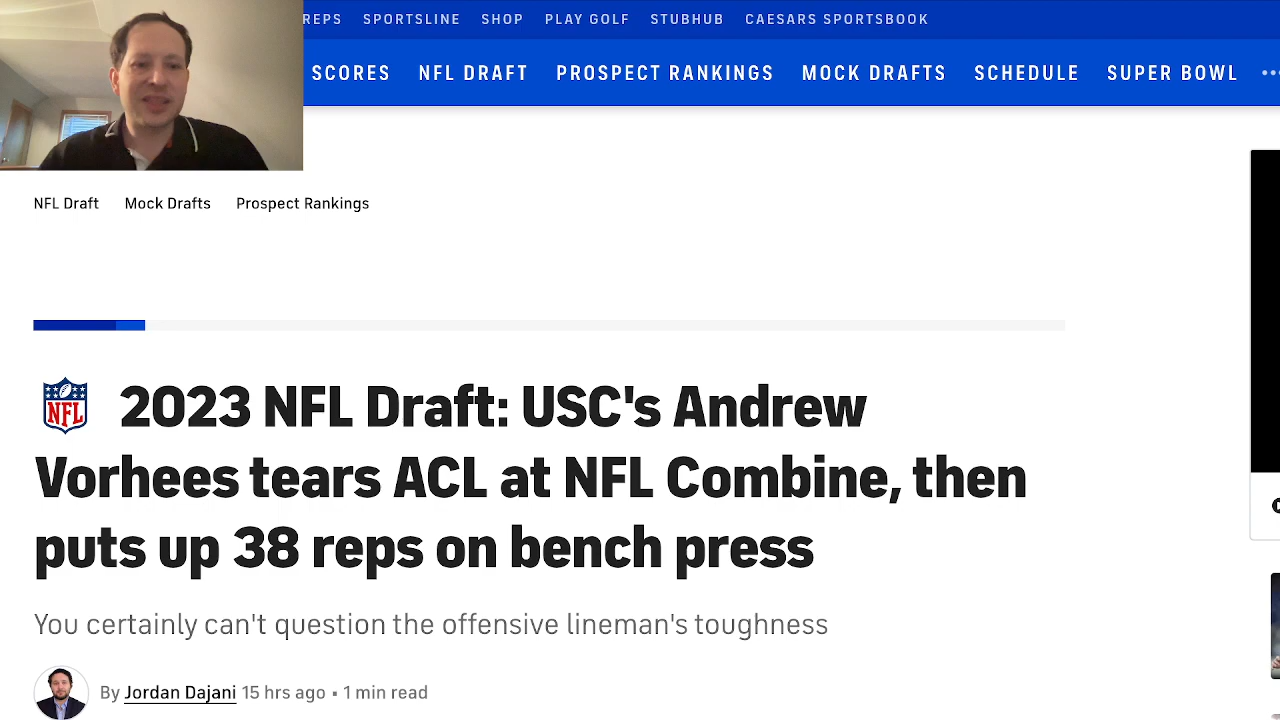 REPS SPORTSLINE SHOP PLAY GOLF STUBHUB CAESARS SPORTSBOOK
SCORES NFL DRAFT PROSPECT RANKINGS MOCK DRAFTS SCHEDULE SUPER BOWL
NFL Draft Mock Drafts Prospect Rankings
NFL 2023 NFL Draft: USC's Andrew
Vorhees tears ACL at NFL Combine, then
puts up 38 reps on bench press
You certainly can't question the offensive lineman's toughness
By Jordan Dajani 15 hrs ago • 1 min read